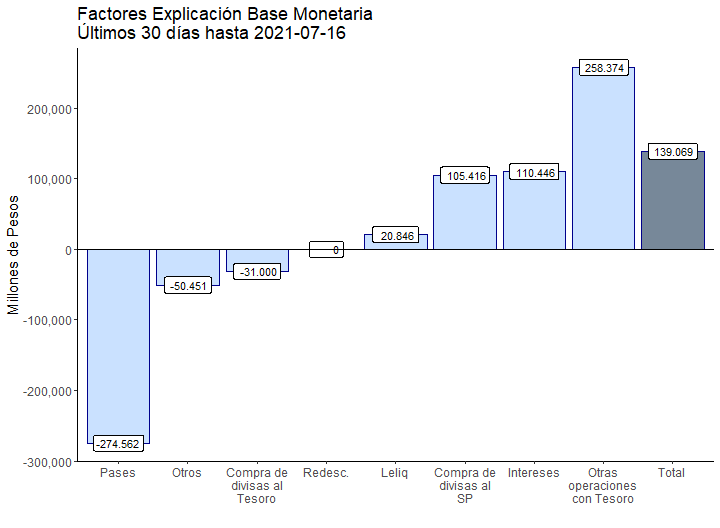 Factores Explicación Base Monetaria
Últimos 30 días hasta 2021-07-16
Millones de Pesos
200,000
100,000
0
-100,000
-200,000
-300,000
-274.562
-50.451
-31.000
0
20.846
105.416
110.446
258.374
139.069
Pases
Otros
Compra de
divisas al
Tesoro
Redesc.
Leliq
Compra de
divisas al
SP
Intereses
Otras
operaciones
con Tesoro
Total